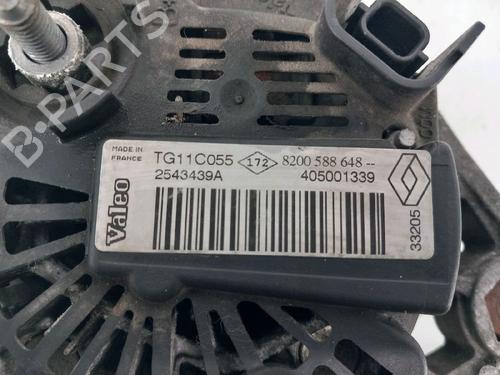 B-PARTS
MADE IN
FRANCE
TG11C055 172 8200 588 648 --
2543439A 405001339
Valeo
33205